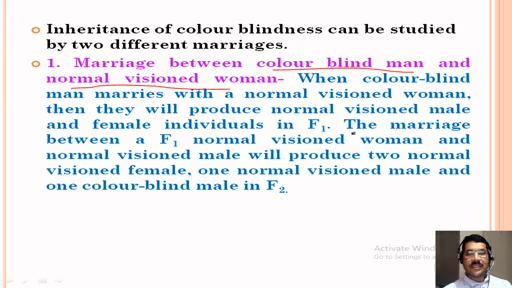 Inheritance of colour blindness can be studied
by two different marriages.
1. Marriage between colour blind man and
normal visioned woman- When colour-blind
man marries with a normal visioned woman,
then they will produce normal visioned male
and female individuals in F1. The marriage
between a F1 normal visioned woman and
normal visioned male will produce two normal
visioned female, one normal visioned male and
one colour-blind male in F2.
Activate Wind
Go to Settings to a